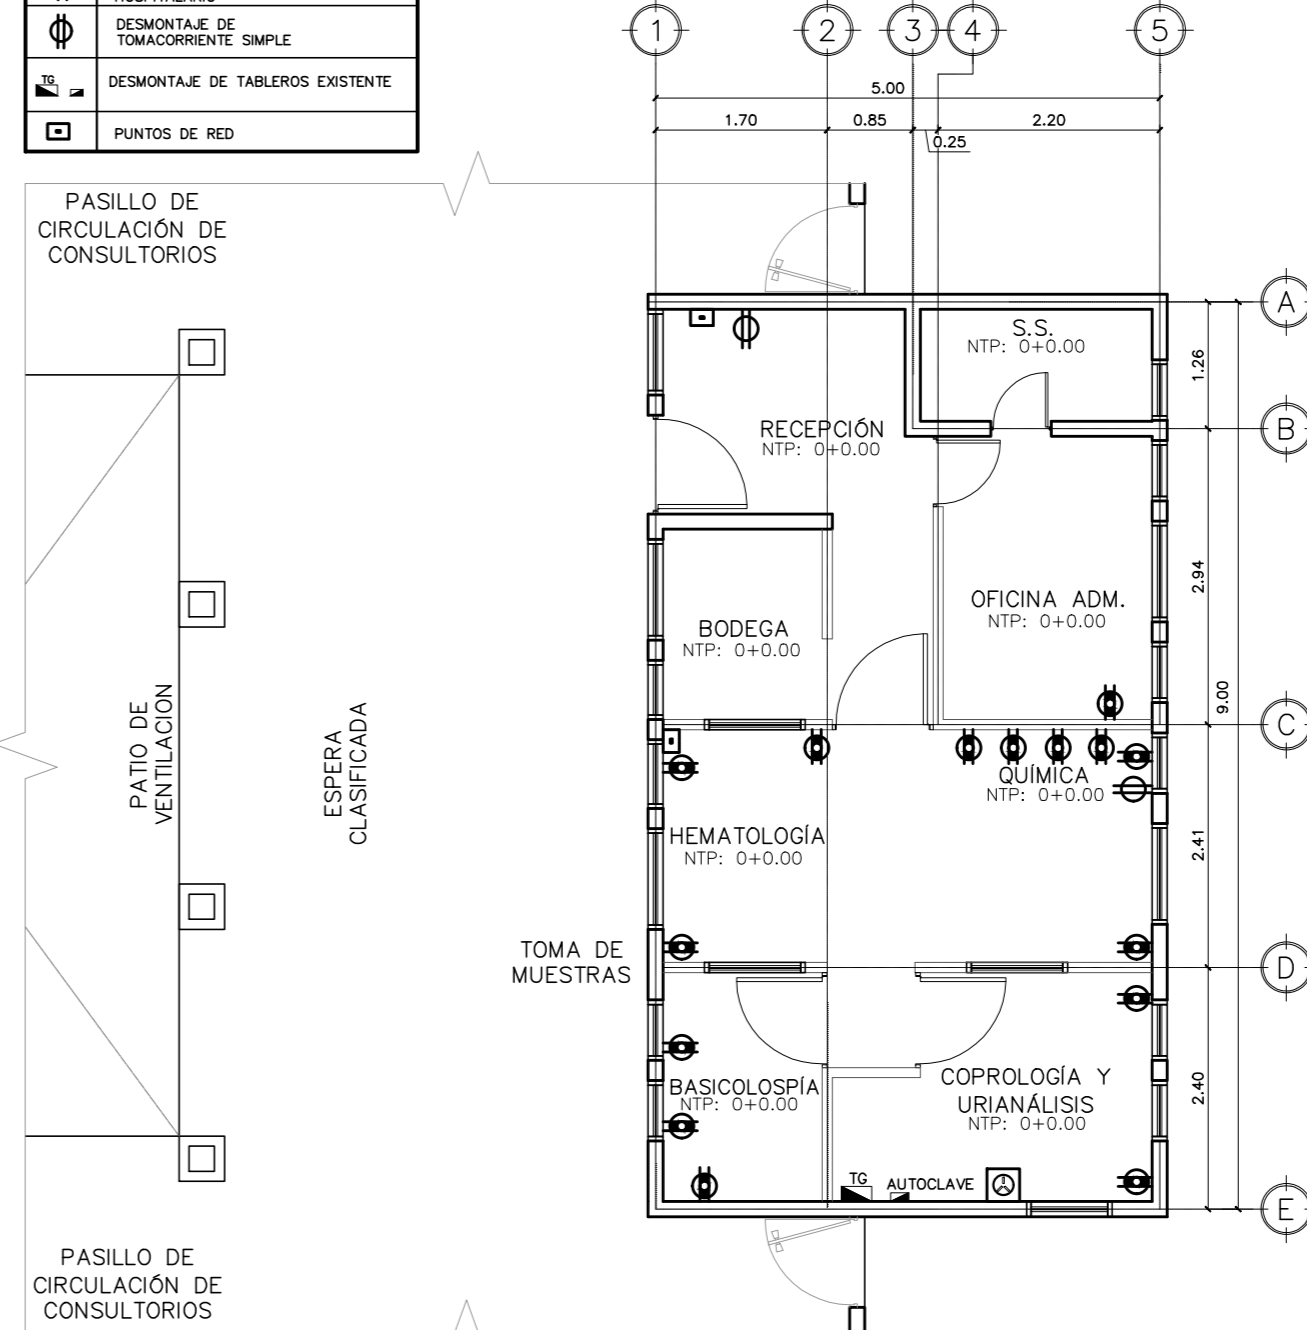 HOSPITALARIO
DESMONTAJE DE
TOMACORRIENTE SIMPLE
TG
DESMONTAJE DE TABLEROS EXISTENTE
PUNTOS DE RED
1
2
3
4
5
5.00
1.70
0.85
2.20
0.25
PASILLO DE
CIRCULACIÓN DE
CONSULTORIOS
A
S.S.
NTP: 0+0.00
1.26
B
RECEPCIÓN
NTP: 0+0.00
2.94
OFICINA ADM.
NTP: 0+0.00
BODEGA
NTP: 0+0.00
9.00
C
PATIO DE
VENTILACION
ESPERA
CLASIFICADA
QUÍMICA
NTP: 0+0.00
HEMATOLOGÍA
NTP: 0+0.00
2.41
TOMA DE
MUESTRAS
D
BASICOLOSPÍA
NTP: 0+0.00
COPROLOGÍA Y
URIANÁLISIS
NTP: 0+0.00
2.40
TG
AUTOCLAVE
E
PASILLO DE
CIRCULACIÓN DE
CONSULTORIOS